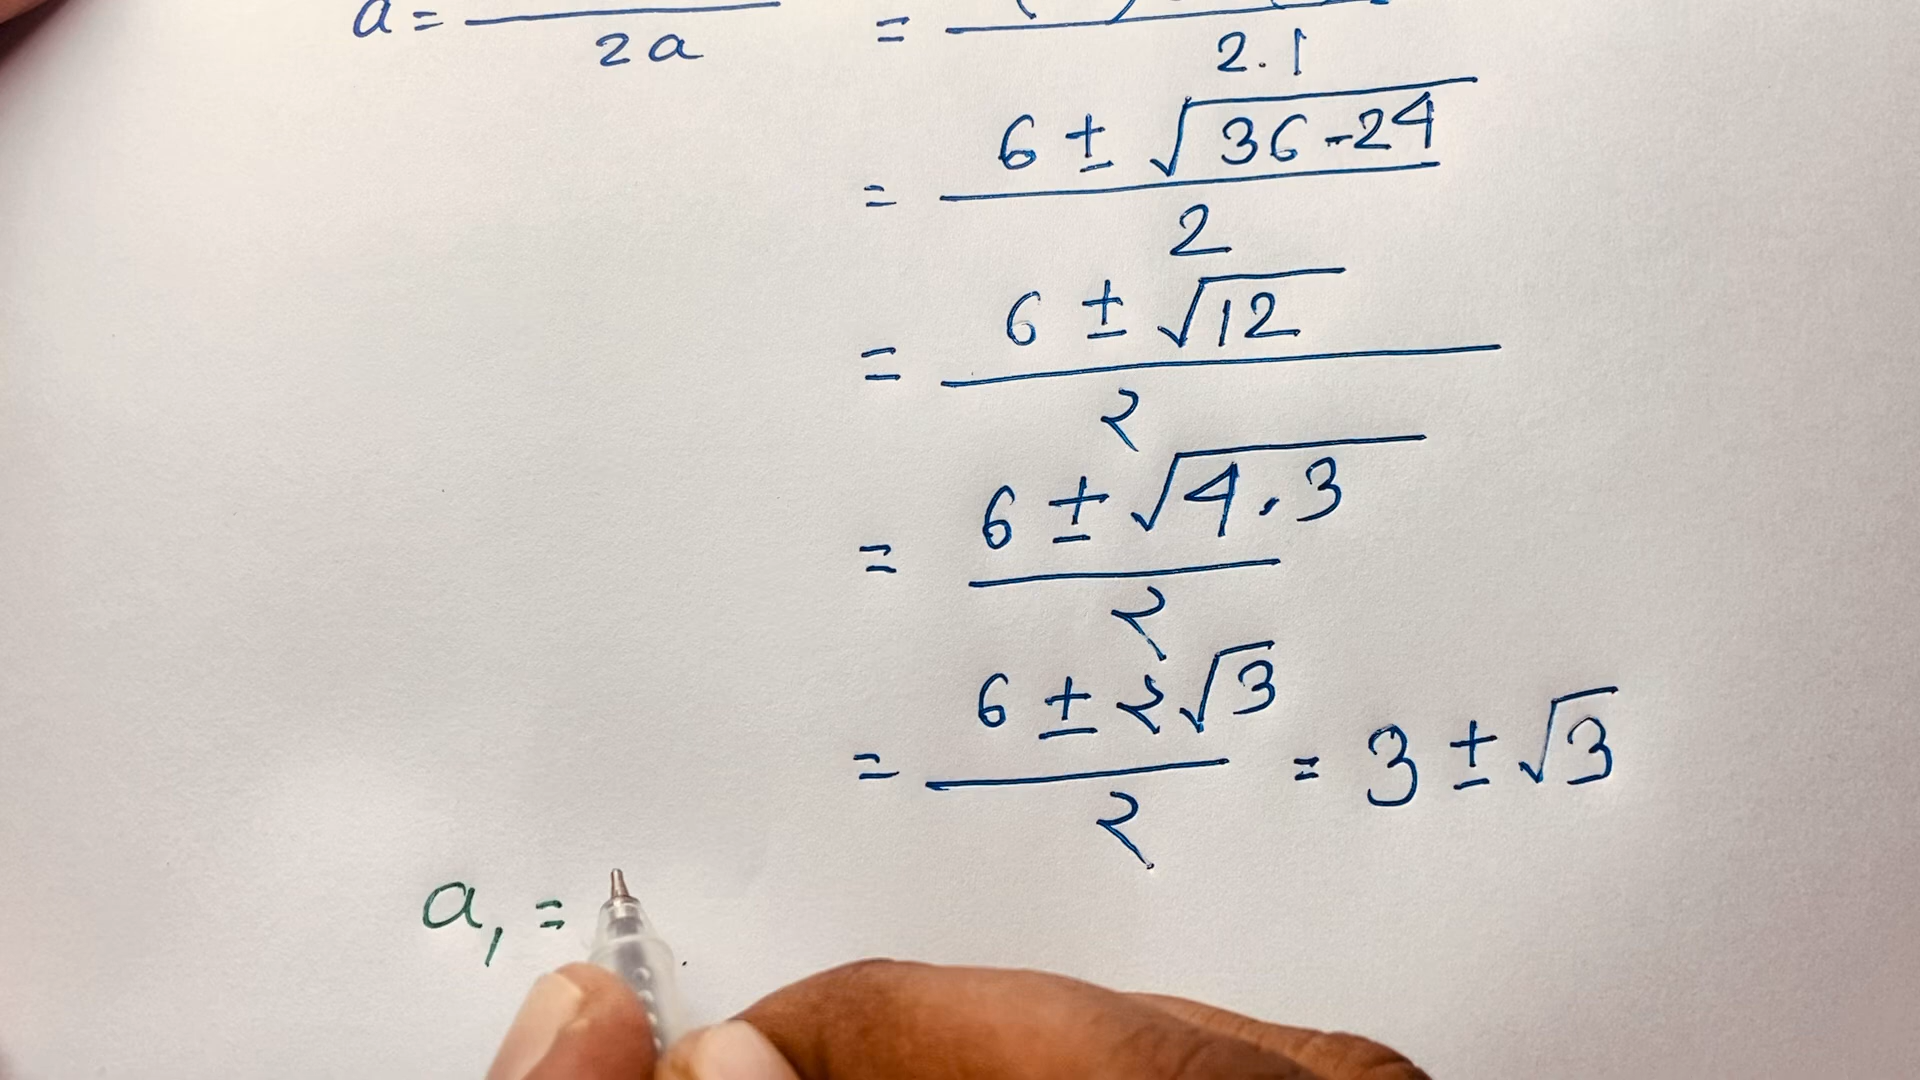 a = ——— / 2a = ——— / 2.1
= (6 ± √(36-24)) / 2
= (6 ± √12) / 2
= (6 ± √(4.3)) / 2
= (6 ± 2√3) / 2 = 3 ± √3
a₁ =